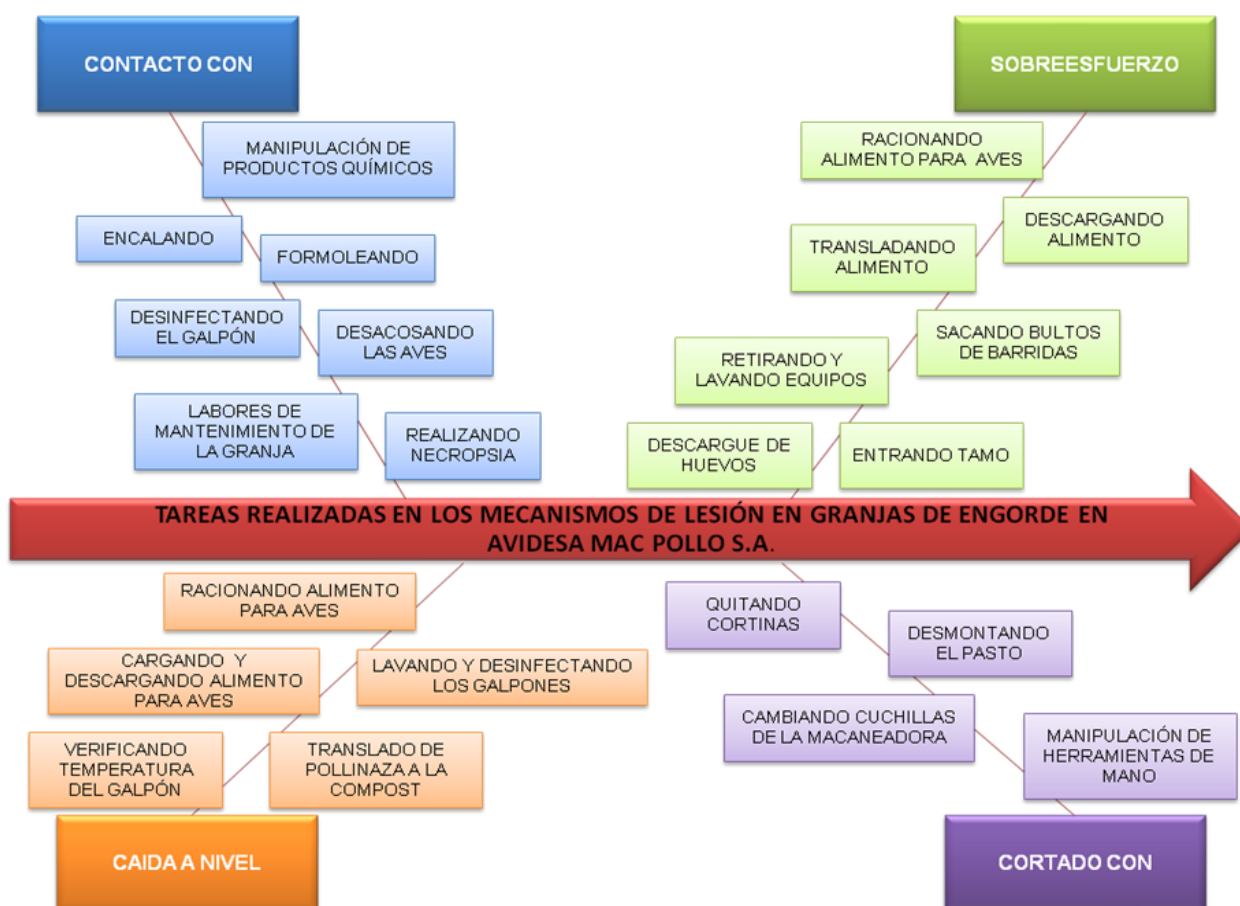 CONTACTO CON
SOBREESFUERZO
MANIPULACIÓN DE
PRODUCTOS QUÍMICOS
ENCALANDO
FORMOLEANDO
DESINFECTANDO
EL GALPÓN
DESACOSANDO
LAS AVES
LABORES DE
MANTENIMIENTO DE
LA GRANJA
REALIZANDO
NECROPSIA
RACIONANDO
ALIMENTO PARA AVES
DESCARGANDO
ALIMENTO
TRANSLADANDO
ALIMENTO
SACANDO BULTOS
DE BARRIDAS
RETIRANDO Y
LAVANDO EQUIPOS
DESCARGUE DE
HUEVOS
ENTRANDO TAMO
TAREAS REALIZADAS EN LOS MECANISMOS DE LESIÓN EN GRANJAS DE ENGORDE EN
AVIDESA MAC POLLO S.A.
RACIONANDO ALIMENTO
PARA AVES
CARGANDO Y
DESCARGANDO ALIMENTO
PARA AVES
LAVANDO Y DESINFECTANDO
LOS GALPONES
VERIFICANDO
TEMPERATURA
DEL GALPÓN
TRANSLADO DE
POLLINAZA A LA
COMPOST
QUITANDO
CORTINAS
DESMONTANDO
EL PASTO
CAMBIANDO CUCHILLAS
DE LA MACANEADORA
MANIPULACIÓN DE
HERRAMIENTAS DE
MANO
CAIDA A NIVEL
CORTADO CON